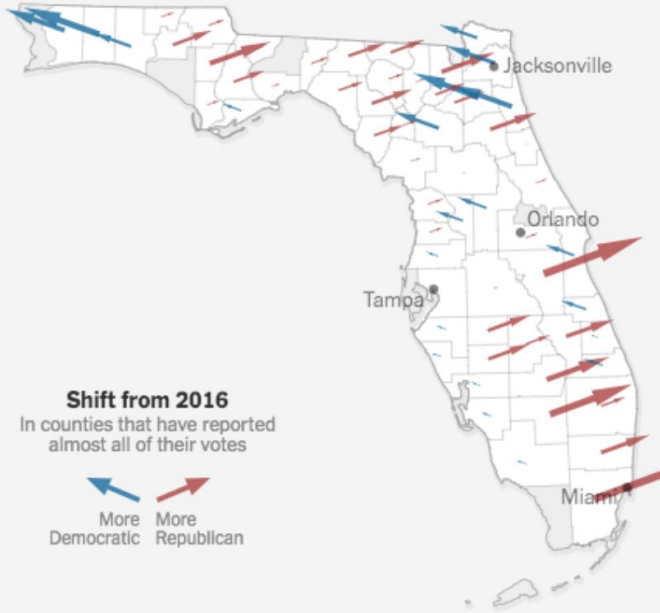 Jacksonville
Orlando
Tampa
Shift from 2016
In counties that have reported
almost all of their votes
More More
Democratic Republican
Miami